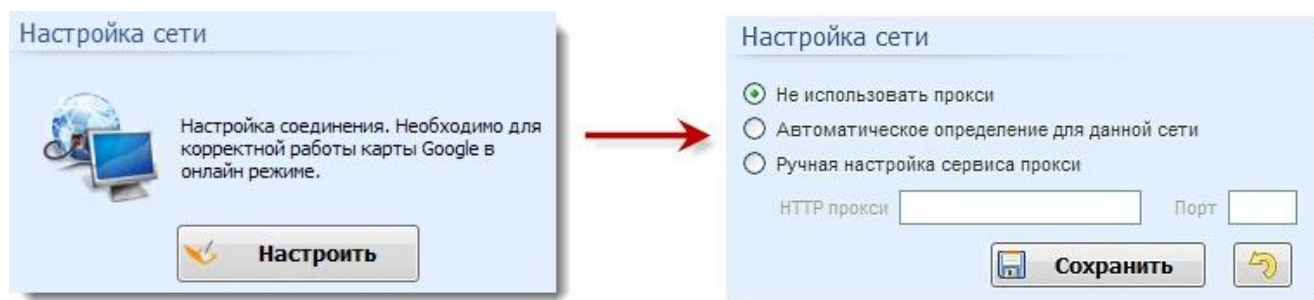 Настройка сети
Настройка соединения. Необходимо для
корректной работы карты Google в
онлайн режиме.
Настроить
Настройка сети
Не использовать прокси
Автоматическое определение для данной сети
Ручная настройка сервиса прокси
HTTP прокси
Порт
Сохранить